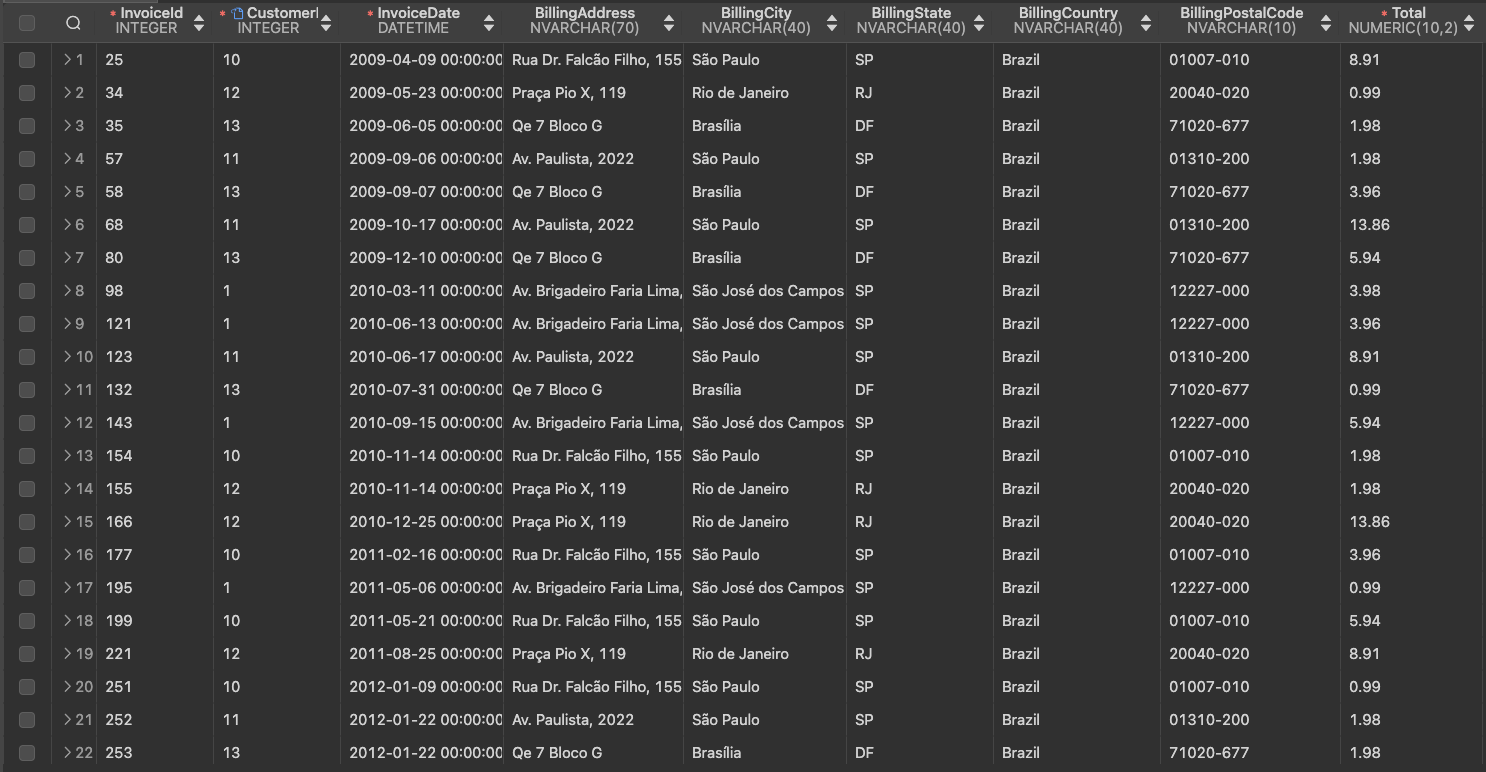 InvoiceId CustomerI InvoiceDate BillingAddress BillingCity BillingState BillingCountry BillingPostalCode Total
INTEGER INTEGER DATETIME NVARCHAR(70) NVARCHAR(40) NVARCHAR(40) NVARCHAR(40) NVARCHAR(10) NUMERIC(10,2)
1 25 10 2009-04-09 00:00:00 Rua Dr. Falcão Filho, 155 São Paulo SP Brazil 01007-010 8.91
2 34 12 2009-05-23 00:00:00 Praça Pio X, 119 Rio de Janeiro RJ Brazil 20040-020 0.99
3 35 13 2009-06-05 00:00:00 Qe 7 Bloco G Brasília DF Brazil 71020-677 1.98
4 57 11 2009-09-06 00:00:00 Av. Paulista, 2022 São Paulo SP Brazil 01310-200 1.98
5 58 13 2009-09-07 00:00:00 Qe 7 Bloco G Brasília DF Brazil 71020-677 3.96
6 68 11 2009-10-17 00:00:00 Av. Paulista, 2022 São Paulo SP Brazil 01310-200 13.86
7 80 13 2009-12-10 00:00:00 Qe 7 Bloco G Brasília DF Brazil 71020-677 5.94
8 98 1 2010-03-11 00:00:00 Av. Brigadeiro Faria Lima, São José dos Campos SP Brazil 12227-000 3.98
9 121 1 2010-06-13 00:00:00 Av. Brigadeiro Faria Lima, São José dos Campos SP Brazil 12227-000 3.96
10 123 11 2010-06-17 00:00:00 Av. Paulista, 2022 São Paulo SP Brazil 01310-200 8.91
11 132 13 2010-07-31 00:00:00 Qe 7 Bloco G Brasília DF Brazil 71020-677 0.99
12 143 1 2010-09-15 00:00:00 Av. Brigadeiro Faria Lima, São José dos Campos SP Brazil 12227-000 5.94
13 154 10 2010-11-14 00:00:00 Rua Dr. Falcão Filho, 155 São Paulo SP Brazil 01007-010 1.98
14 155 12 2010-11-14 00:00:00 Praça Pio X, 119 Rio de Janeiro RJ Brazil 20040-020 1.98
15 166 12 2010-12-25 00:00:00 Praça Pio X, 119 Rio de Janeiro RJ Brazil 20040-020 13.86
16 177 10 2011-02-16 00:00:00 Rua Dr. Falcão Filho, 155 São Paulo SP Brazil 01007-010 3.96
17 195 1 2011-05-06 00:00:00 Av. Brigadeiro Faria Lima, São José dos Campos SP Brazil 12227-000 0.99
18 199 10 2011-05-21 00:00:00 Rua Dr. Falcão Filho, 155 São Paulo SP Brazil 01007-010 5.94
19 221 12 2011-08-25 00:00:00 Praça Pio X, 119 Rio de Janeiro RJ Brazil 20040-020 8.91
20 251 10 2012-01-09 00:00:00 Rua Dr. Falcão Filho, 155 São Paulo SP Brazil 01007-010 0.99
21 252 11 2012-01-22 00:00:00 Av. Paulista, 2022 São Paulo SP Brazil 01310-200 1.98
22 253 13 2012-01-22 00:00:00 Qe 7 Bloco G Brasília DF Brazil 71020-677 1.98